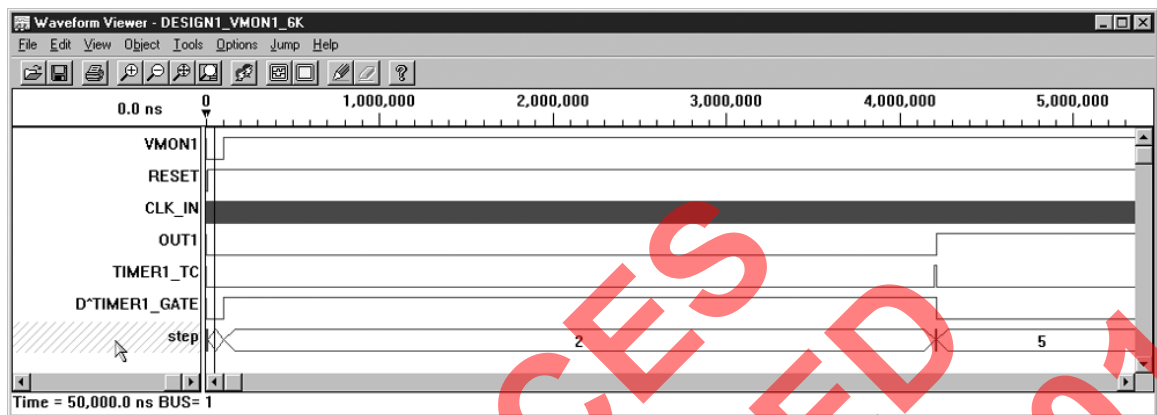 Waveform Viewer - DESIGN1_VMON1_6K
File Edit View Object Tools Options Jump Help
0.0 ns 0 1,000,000 2,000,000 3,000,000 4,000,000 5,000,000
VMON1
RESET
CLK_IN
OUT1
TIMER1_TC
D^TIMER1_GATE
step 2 5
Time = 50,000.0 ns BUS= 1